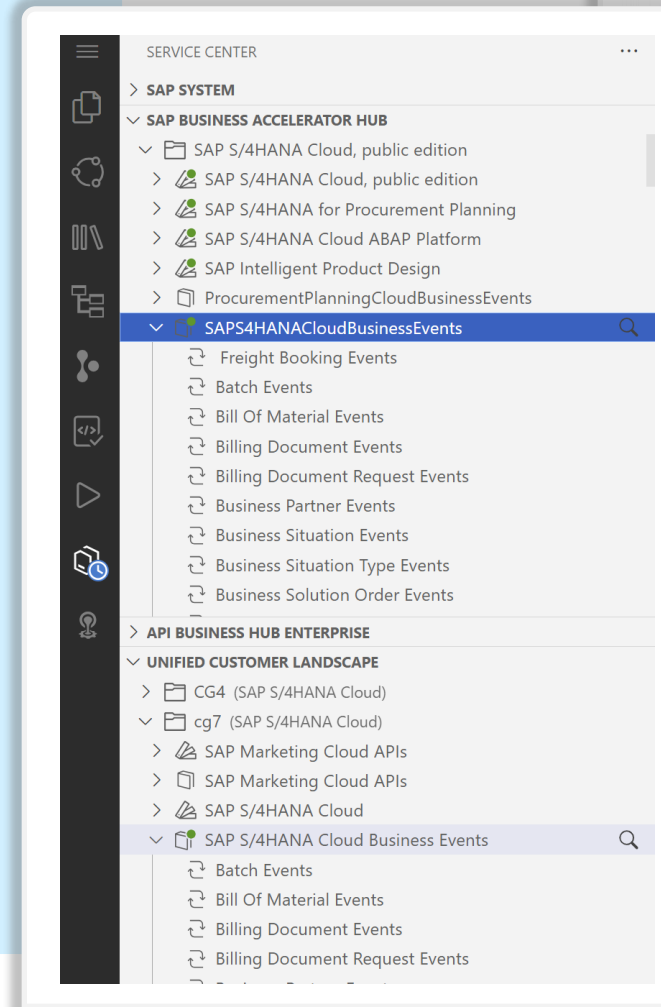 SERVICE CENTER
SAP SYSTEM
SAP BUSINESS ACCELERATOR HUB
SAP S/4HANA Cloud, public edition
SAP S/4HANA Cloud, public edition
SAP S/4HANA for Procurement Planning
SAP S/4HANA Cloud ABAP Platform
SAP Intelligent Product Design
ProcurementPlanningCloudBusinessEvents
SAPS4HANACloudBusinessEvents
Freight Booking Events
Batch Events
Bill Of Material Events
Billing Document Events
Billing Document Request Events
Business Partner Events
Business Situation Events
Business Situation Type Events
Business Solution Order Events
API BUSINESS HUB ENTERPRISE
UNIFIED CUSTOMER LANDSCAPE
CG4 (SAP S/4HANA Cloud)
cg7 (SAP S/4HANA Cloud)
SAP Marketing Cloud APIs
SAP Marketing Cloud APIs
SAP S/4HANA Cloud
SAP S/4HANA Cloud Business Events
Batch Events
Bill Of Material Events
Billing Document Events
Billing Document Request Events